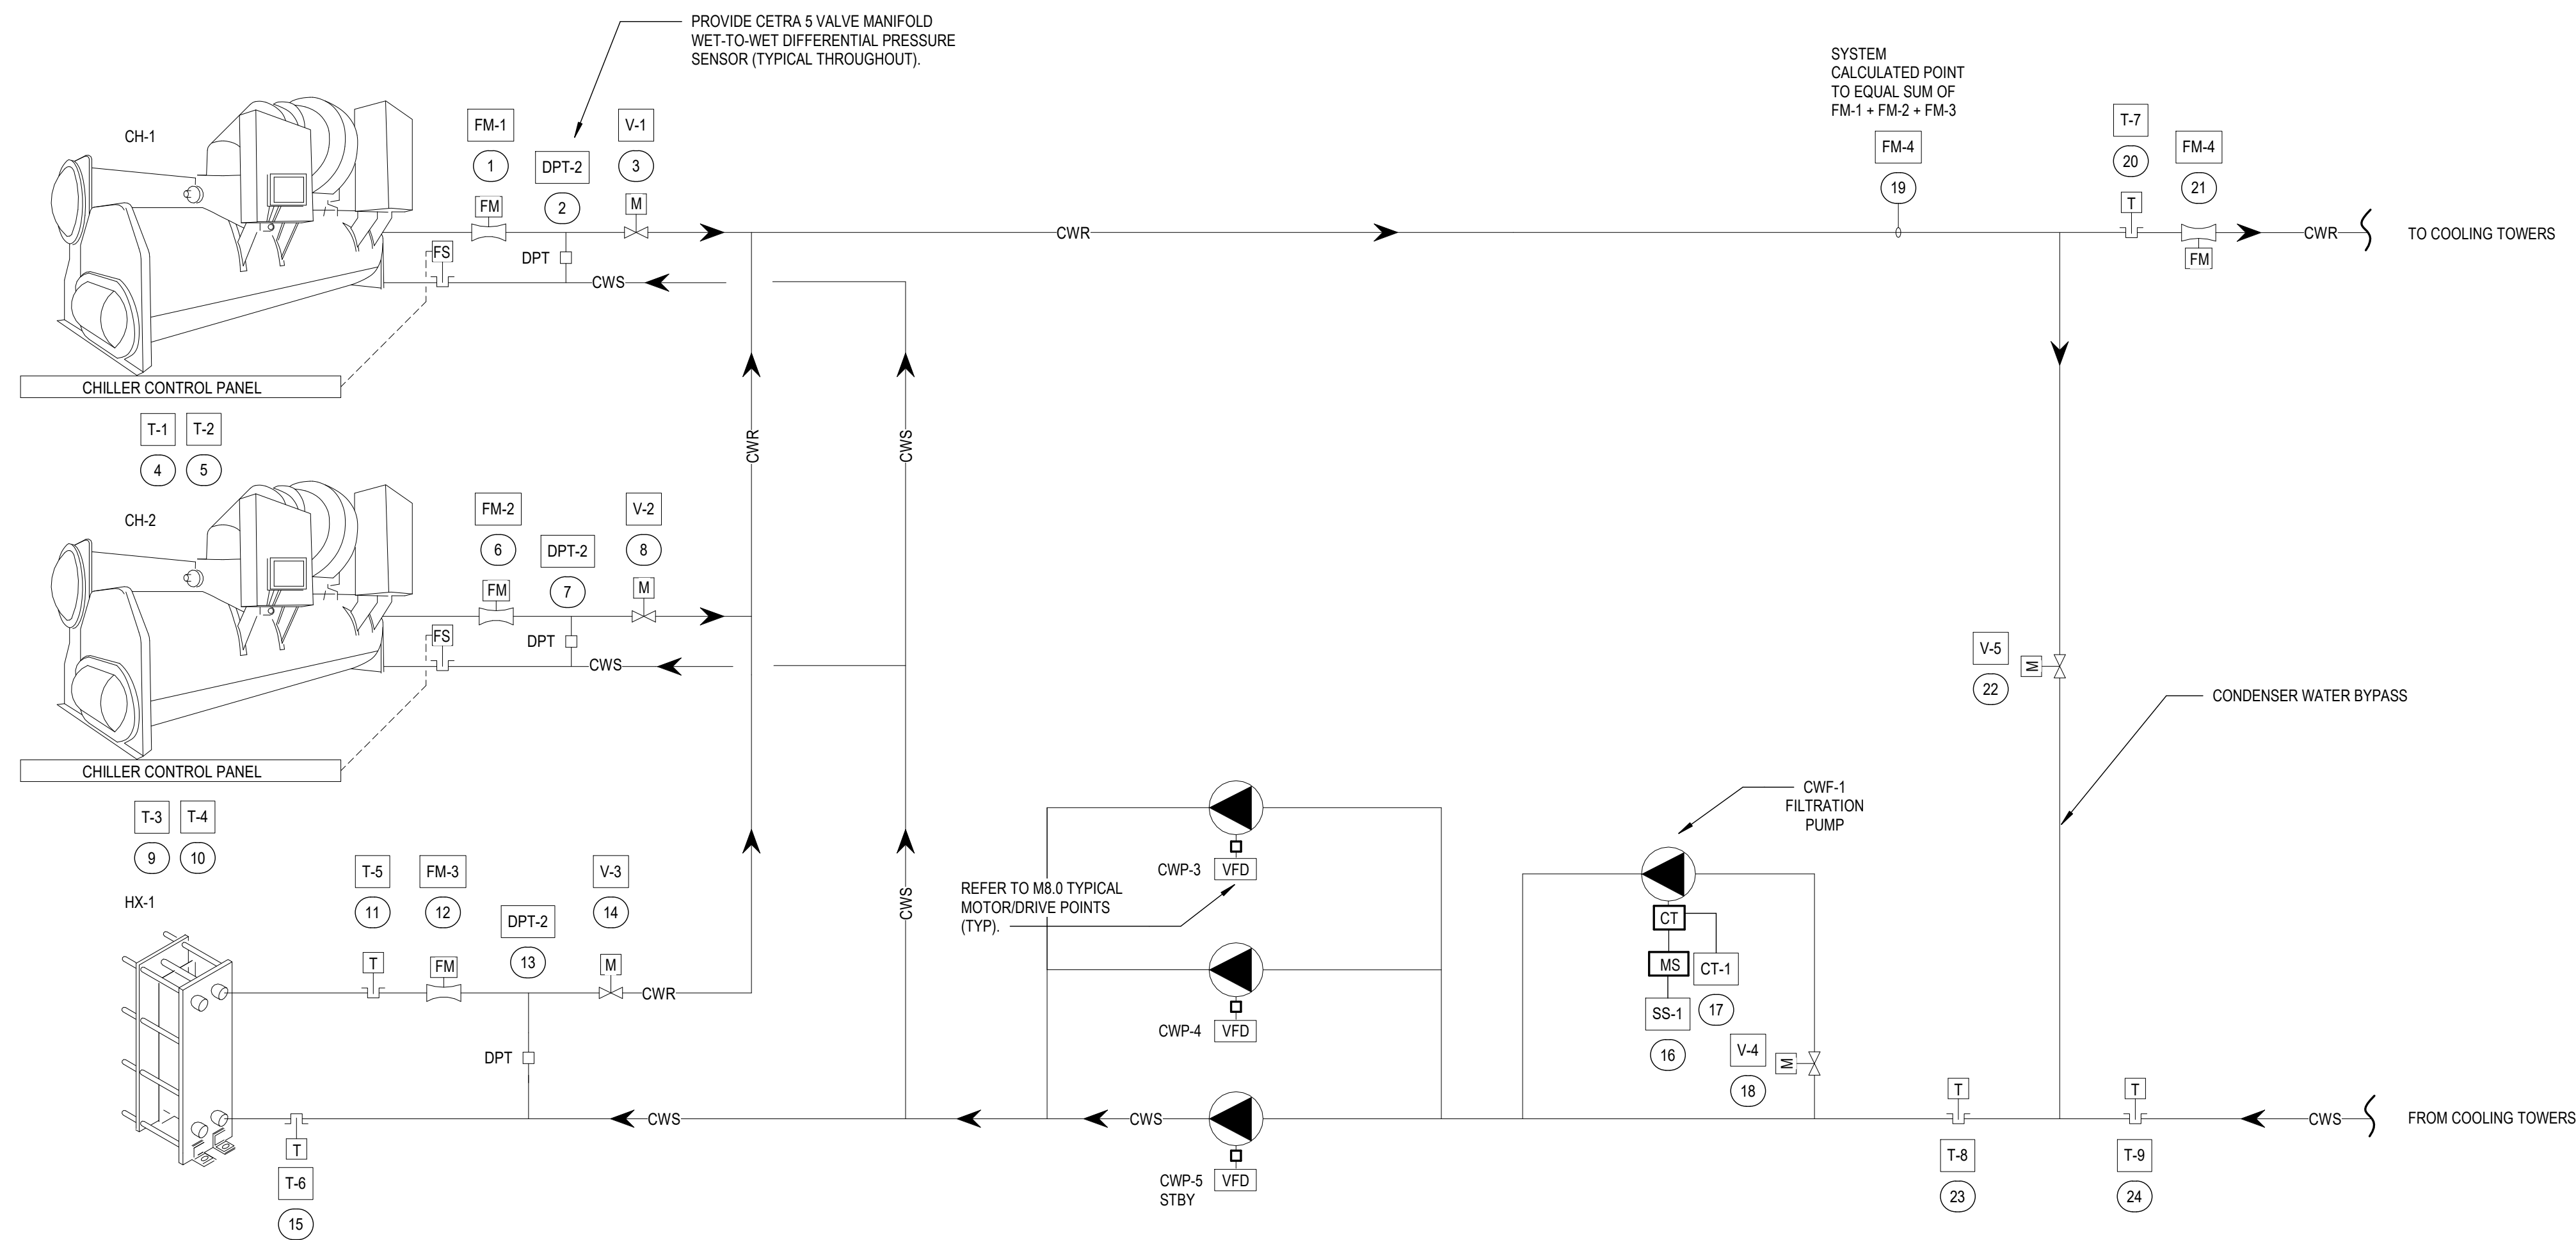 PROVIDE CETRA 5 VALVE MANIFOLD
WET-TO-WET DIFFERENTIAL PRESSURE
SENSOR (TYPICAL THROUGHOUT).
SYSTEM
CALCULATED POINT
TO EQUAL SUM OF
FM-1 + FM-2 + FM-3
CH-1
FM-1
1
DPT-2
2
V-1
3
FM-4
19
T-7
20
FM-4
21
FM
M
T
FM
FS
DPT
CWS
CWR
CWR
TO COOLING TOWERS
CHILLER CONTROL PANEL
T-1
T-2
4
5
CWR
CWS
CH-2
FM-2
6
DPT-2
7
V-2
8
FM
M
FS
DPT
CWS
V-5
22
M
CONDENSER WATER BYPASS
CHILLER CONTROL PANEL
T-3
T-4
9
10
HX-1
T-5
11
FM-3
12
DPT-2
13
V-3
14
T
FM
M
CWR
DPT
CWS
CWS
REFER TO M8.0 TYPICAL
MOTOR/DRIVE POINTS
(TYP).
CWP-3
VFD
CWP-4
VFD
CWS
CWP-5
STBY
VFD
CWF-1
FILTRATION
PUMP
CT
MS
CT-1
17
SS-1
16
V-4
18
M
T
T-8
23
T
T-9
24
CWS
FROM COOLING TOWERS
T
T-6
15